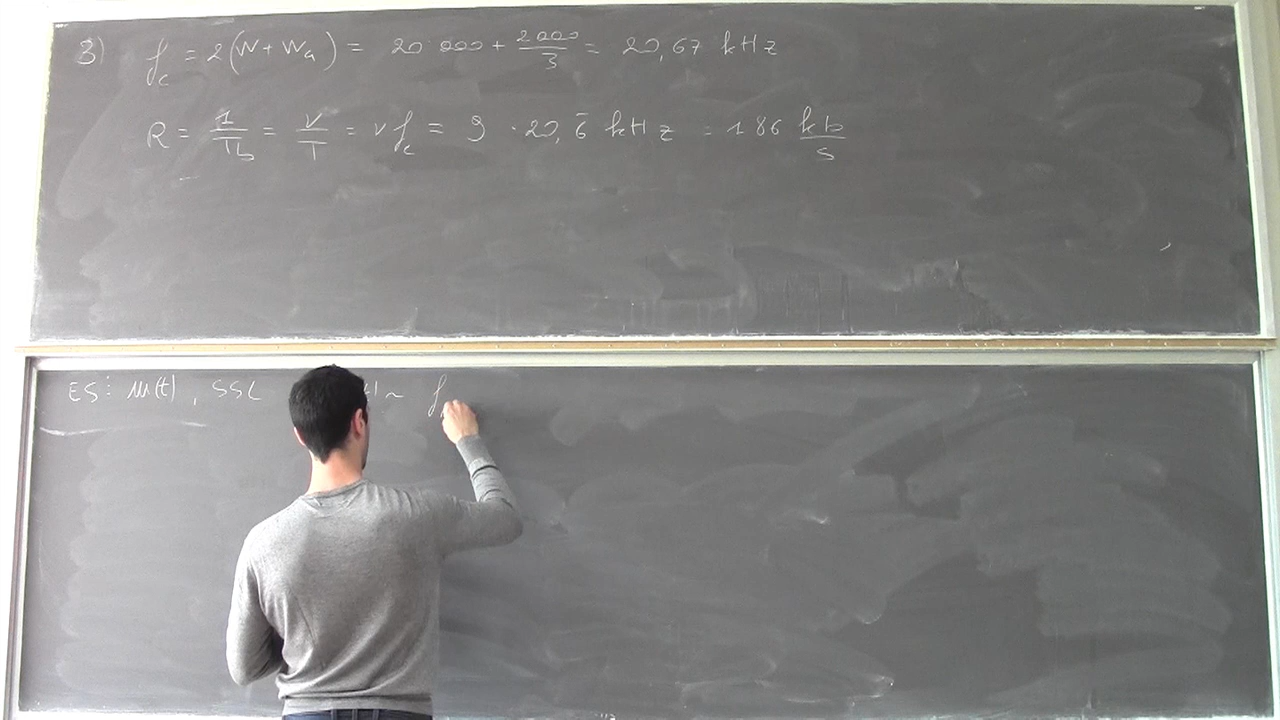 3) f_c = 2(W + W_a) = 20 000 + 2000/3 = 20,67 kHz
R = 1/T_b = ν/T = ν f_c = 9 · 20,6̄ kHz = 186 kb/s
ES: M(t), SSL t) ~ f